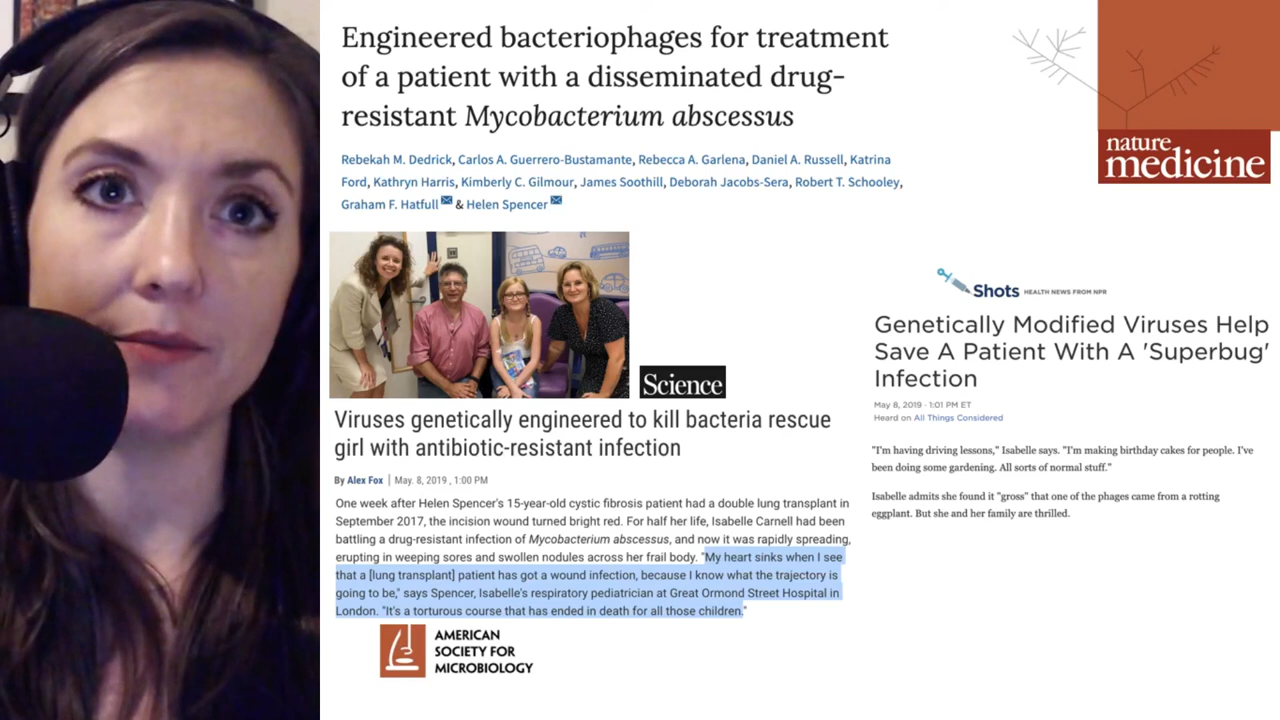 Engineered bacteriophages for treatment
of a patient with a disseminated drug-
resistant Mycobacterium abscessus
Rebekah M. Dedrick, Carlos A. Guerrero-Bustamante, Rebecca A. Garlena, Daniel A. Russell, Katrina
Ford, Kathryn Harris, Kimberly C. Gilmour, James Soothill, Deborah Jacobs-Sera, Robert T. Schooley,
Graham F. Hatfull & Helen Spencer
nature
medicine
Science
Viruses genetically engineered to kill bacteria rescue
girl with antibiotic-resistant infection
By Alex Fox | May. 8, 2019 , 1:00 PM
One week after Helen Spencer's 15-year-old cystic fibrosis patient had a double lung transplant in
September 2017, the incision wound turned bright red. For half her life, Isabelle Carnell had been
battling a drug-resistant infection of Mycobacterium abscessus, and now it was rapidly spreading,
erupting in weeping sores and swollen nodules across her frail body. "My heart sinks when I see
that a [lung transplant] patient has got a wound infection, because I know what the trajectory is
going to be," says Spencer, Isabelle's respiratory pediatrician at Great Ormond Street Hospital in
London. "It's a torturous course that has ended in death for all those children."
AMERICAN
SOCIETY FOR
MICROBIOLOGY
Shots HEALTH NEWS FROM NPR
Genetically Modified Viruses Help
Save A Patient With A 'Superbug'
Infection
May 8, 2019 · 1:01 PM ET
Heard on All Things Considered
"I'm having driving lessons," Isabelle says. "I'm making birthday cakes for people. I've
been doing some gardening. All sorts of normal stuff."
Isabelle admits she found it "gross" that one of the phages came from a rotting
eggplant. But she and her family are thrilled.